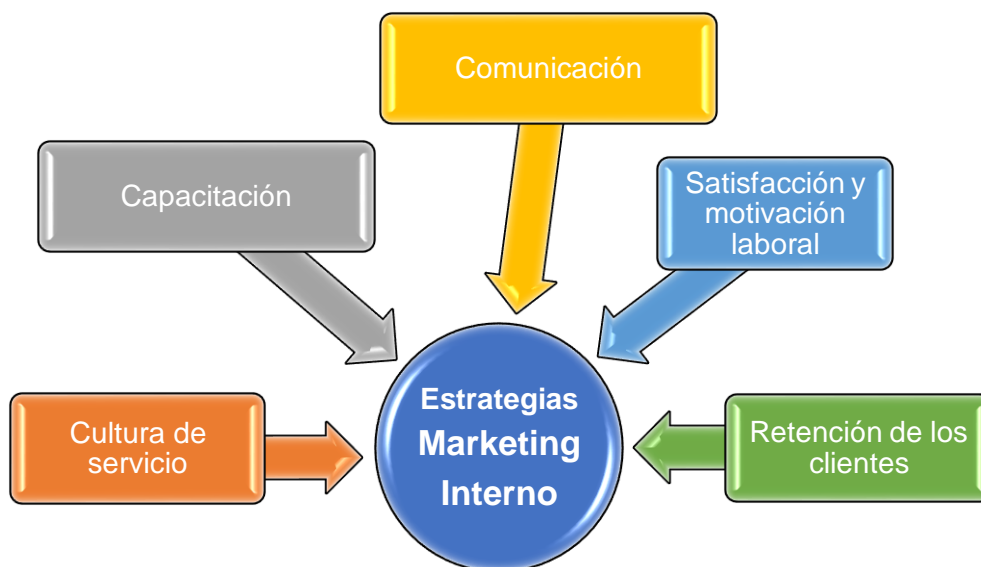 Comunicación
Capacitación
Satisfacción y
motivación
laboral
Estrategias
Marketing
Interno
Cultura de
servicio
Retención de los
clientes